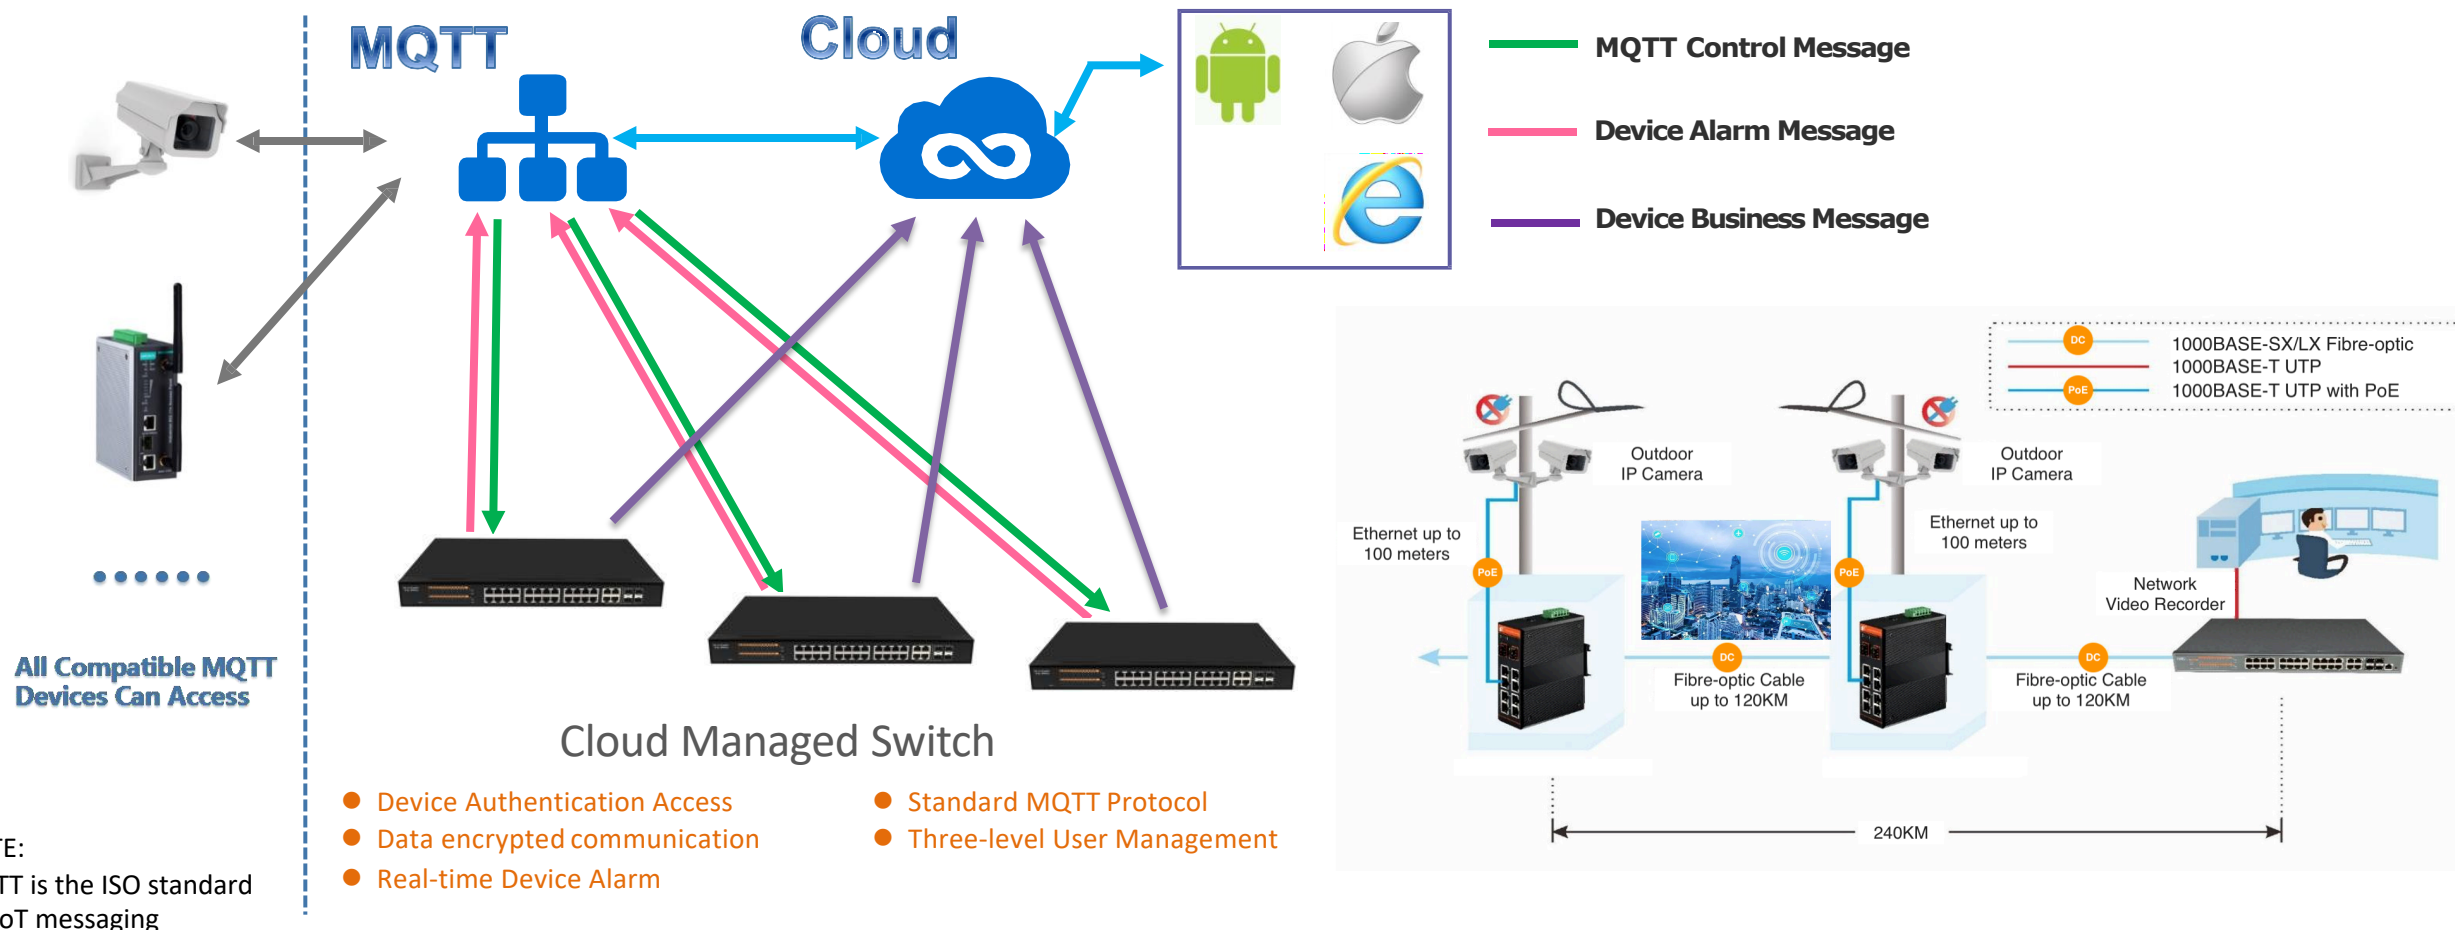 MQTT
Cloud
MQTT Control Message
Device Alarm Message
Device Business Message
All Compatible MQTT
Devices Can Access
Cloud Managed Switch
Device Authentication Access
Data encrypted communication
Real-time Device Alarm
Standard MQTT Protocol
Three-level User Management
TE:
TT is the ISO standard
oT messaging
DC
1000BASE-SX/LX Fibre-optic
1000BASE-T UTP
PoE
1000BASE-T UTP with PoE
Outdoor
IP Camera
Outdoor
IP Camera
Ethernet up to
100 meters
Ethernet up to
100 meters
PoE
PoE
Network
Video Recorder
DC
DC
Fibre-optic Cable
up to 120KM
Fibre-optic Cable
up to 120KM
240KM